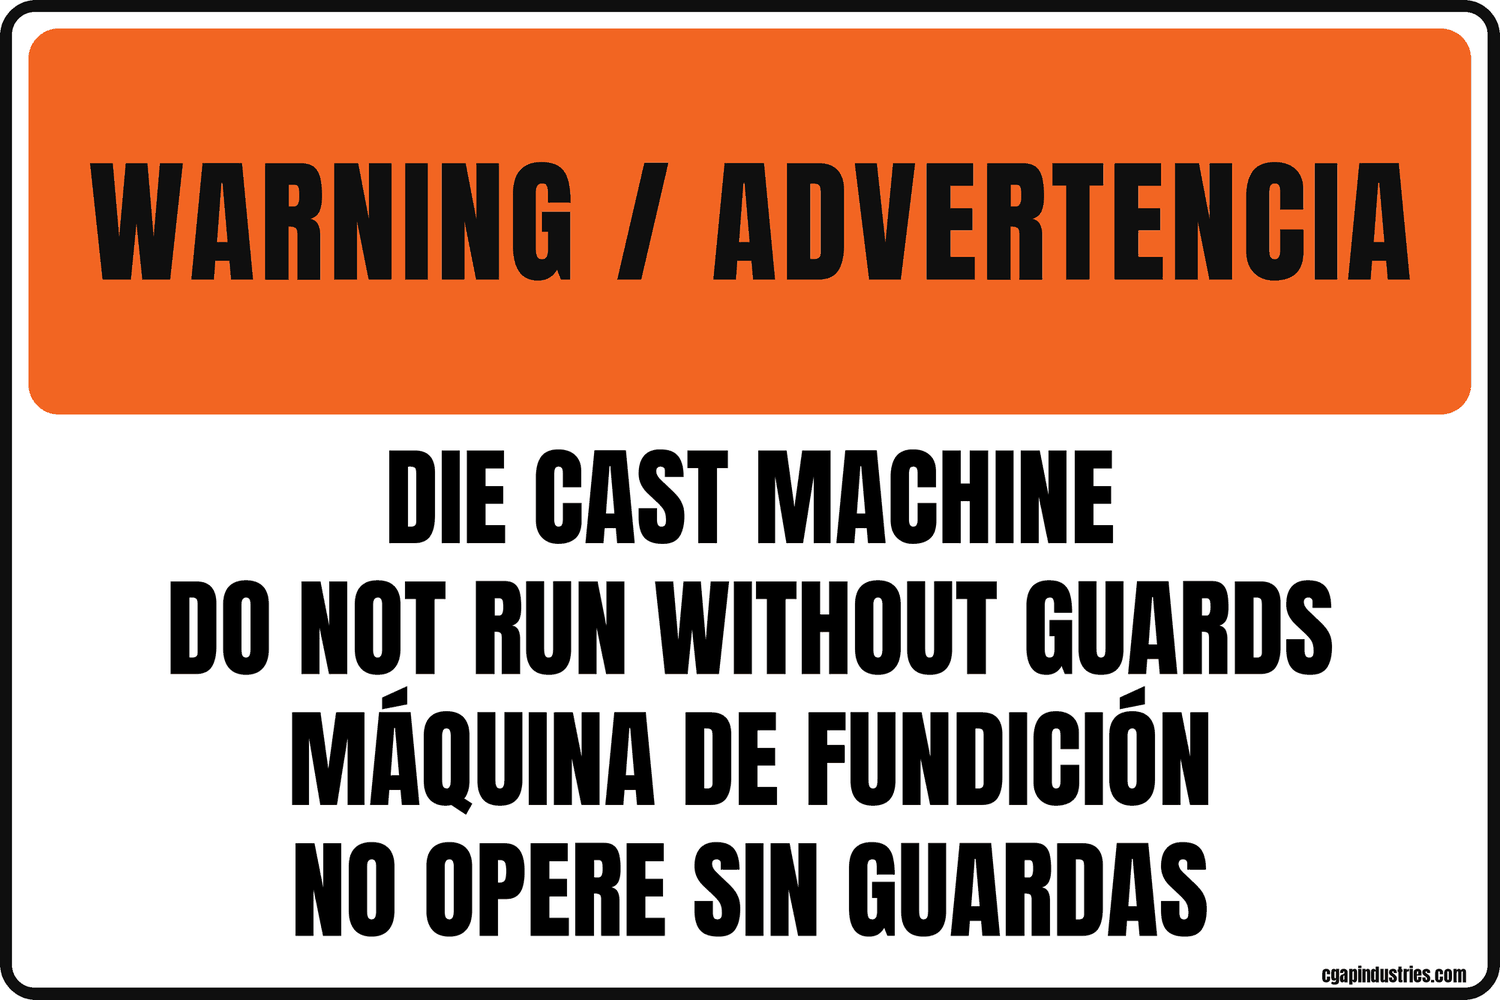 WARNING / ADVERTENCIA
DIE CAST MACHINE
DO NOT RUN WITHOUT GUARDS
MÁQUINA DE FUNDICIÓN
NO OPERE SIN GUARDAS
cgapindustries.com